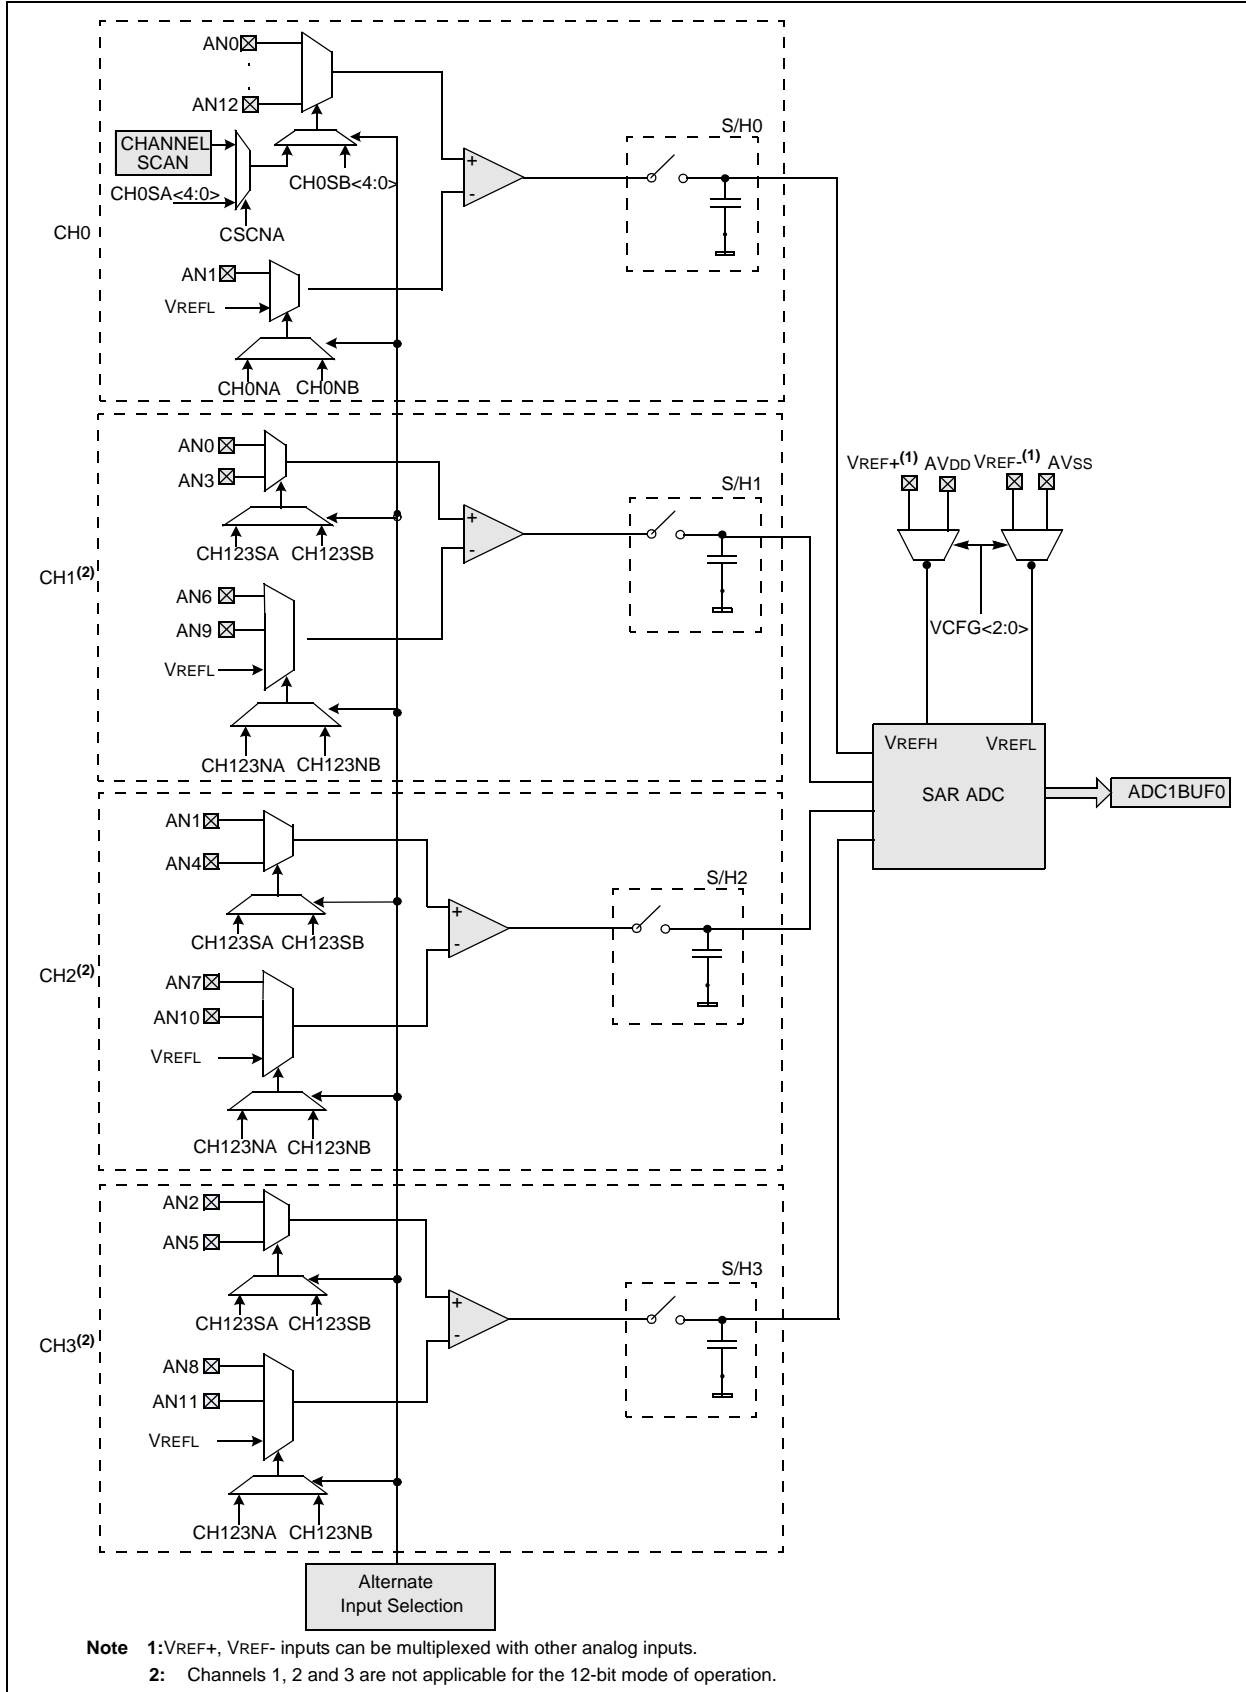 AN0
.
.
AN12
CHANNEL
SCAN
CH0SA<4:0>
CH0SB<4:0>
CSCNA
CH0
+
-
S/H0
AN1
VREFL
CH0NA CH0NB
AN0
AN3
CH123SA CH123SB
+
-
S/H1
CH1(2)
AN6
AN9
VREFL
CH123NA CH123NB
VREF+(1) AVDD VREF-(1) AVSS
VCFG<2:0>
VREFH VREFL
SAR ADC
ADC1BUF0
AN1
AN4
CH123SA CH123SB
+
-
S/H2
CH2(2)
AN7
AN10
VREFL
CH123NA CH123NB
AN2
AN5
CH123SA CH123SB
+
-
S/H3
CH3(2)
AN8
AN11
VREFL
CH123NA CH123NB
Alternate
Input Selection
Note 1:VREF+, VREF- inputs can be multiplexed with other analog inputs.
2: Channels 1, 2 and 3 are not applicable for the 12-bit mode of operation.